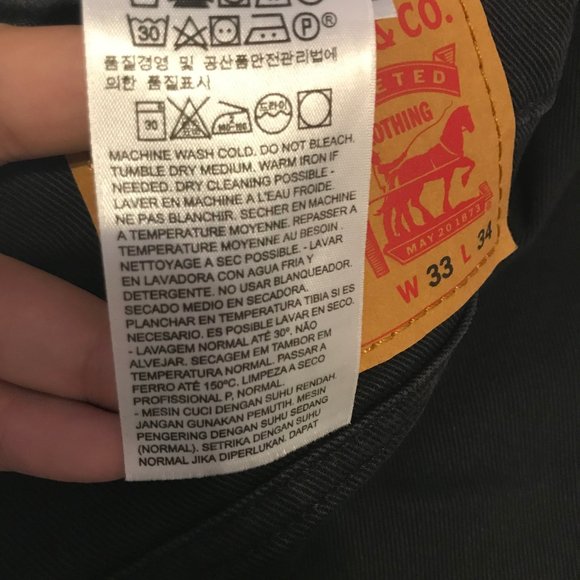 30
P
품질경영 및 공산품안전관리법에
의한 품질표시
드라이
MACHINE WASH COLD. DO NOT BLEACH.
TUMBLE DRY MEDIUM. WARM IRON IF
NEEDED. DRY CLEANING POSSIBLE -
LAVER EN MACHINE A L'EAU FROIDE.
NE PAS BLANCHIR. SECHER EN MACHINE
A TEMPERATURE MOYENNE. REPASSER A
TEMPERATURE MOYENNE AU BESOIN.
NETTOYAGE A SEC POSSIBLE - LAVAR
EN LAVADORA CON AGUA FRIA Y
DETERGENTE. NO USAR BLANQUEADOR.
SECADO MEDIO EN SECADORA.
PLANCHAR EN TEMPERATURA TIBIA SI ES
NECESARIO. ES POSIBLE LAVAR EN SECO.
- LAVAGEM NORMAL ATÉ 30º. NÃO
ALVEJAR. SECAGEM EM TAMBOR EM
TEMPERATURA NORMAL. PASSAR A
FERRO ATÉ 150ºC. LIMPEZA A SECO
PROFISSIONAL P, NORMAL
- MESIN CUCI DENGAN SUHU RENDAH.
JANGAN GUNAKAN PEMUTIH. MESIN
PENGERING DENGAN SUHU SEDANG
(NORMAL). SETRIKA DENGAN SUHU
NORMAL JIKA DIPERLUKAN. DAPAT
& CO.
MAY 20 1873
W 33 L 34